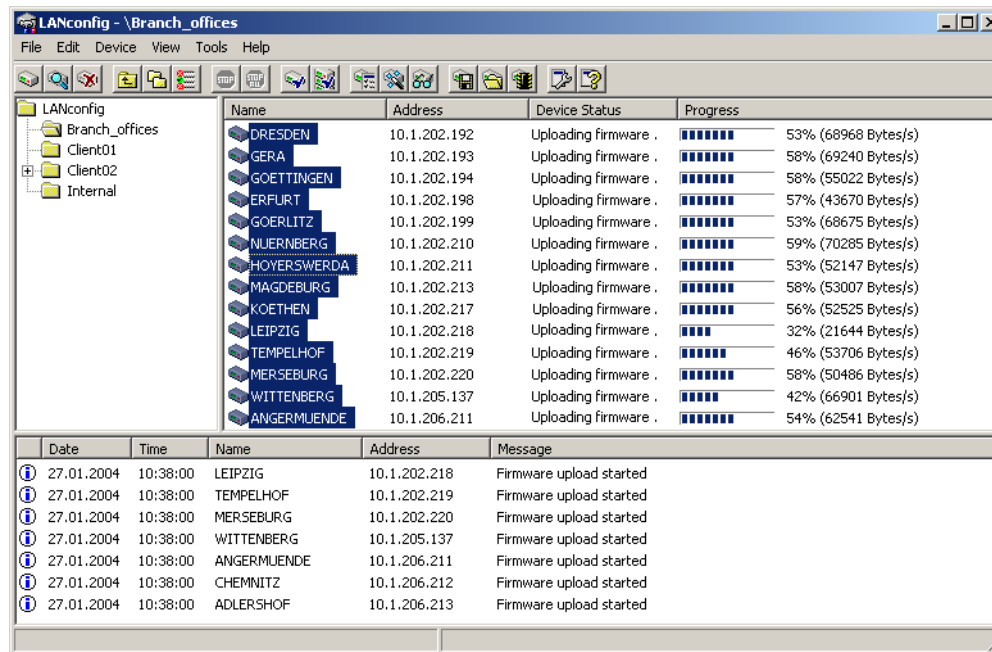 LANconfig - \Branch_offices
File Edit Device View Tools Help
STOP STOP
LANconfig
Branch_offices
Client01
Client02
Internal
Name Address Device Status Progress
DRESDEN 10.1.202.192 Uploading firmware . 53% (68968 Bytes/s)
GERA 10.1.202.193 Uploading firmware . 58% (69240 Bytes/s)
GOETTINGEN 10.1.202.194 Uploading firmware . 58% (55022 Bytes/s)
ERFURT 10.1.202.198 Uploading firmware . 57% (43670 Bytes/s)
GOERLITZ 10.1.202.199 Uploading firmware . 53% (68675 Bytes/s)
NUERNBERG 10.1.202.210 Uploading firmware . 59% (70285 Bytes/s)
HOYERSWERDA 10.1.202.211 Uploading firmware . 53% (52147 Bytes/s)
MAGDEBURG 10.1.202.213 Uploading firmware . 58% (53007 Bytes/s)
KOETHEN 10.1.202.217 Uploading firmware . 56% (52525 Bytes/s)
LEIPZIG 10.1.202.218 Uploading firmware . 32% (21644 Bytes/s)
TEMPELHOF 10.1.202.219 Uploading firmware . 46% (53706 Bytes/s)
MERSEBURG 10.1.202.220 Uploading firmware . 58% (50486 Bytes/s)
WITTENBERG 10.1.205.137 Uploading firmware . 42% (66901 Bytes/s)
ANGERMUENDE 10.1.206.211 Uploading firmware . 54% (62541 Bytes/s)
Date Time Name Address Message
27.01.2004 10:38:00 LEIPZIG 10.1.202.218 Firmware upload started
27.01.2004 10:38:00 TEMPELHOF 10.1.202.219 Firmware upload started
27.01.2004 10:38:00 MERSEBURG 10.1.202.220 Firmware upload started
27.01.2004 10:38:00 WITTENBERG 10.1.205.137 Firmware upload started
27.01.2004 10:38:00 ANGERMUENDE 10.1.206.211 Firmware upload started
27.01.2004 10:38:00 CHEMNITZ 10.1.206.212 Firmware upload started
27.01.2004 10:38:00 ADLERSHOF 10.1.206.213 Firmware upload started